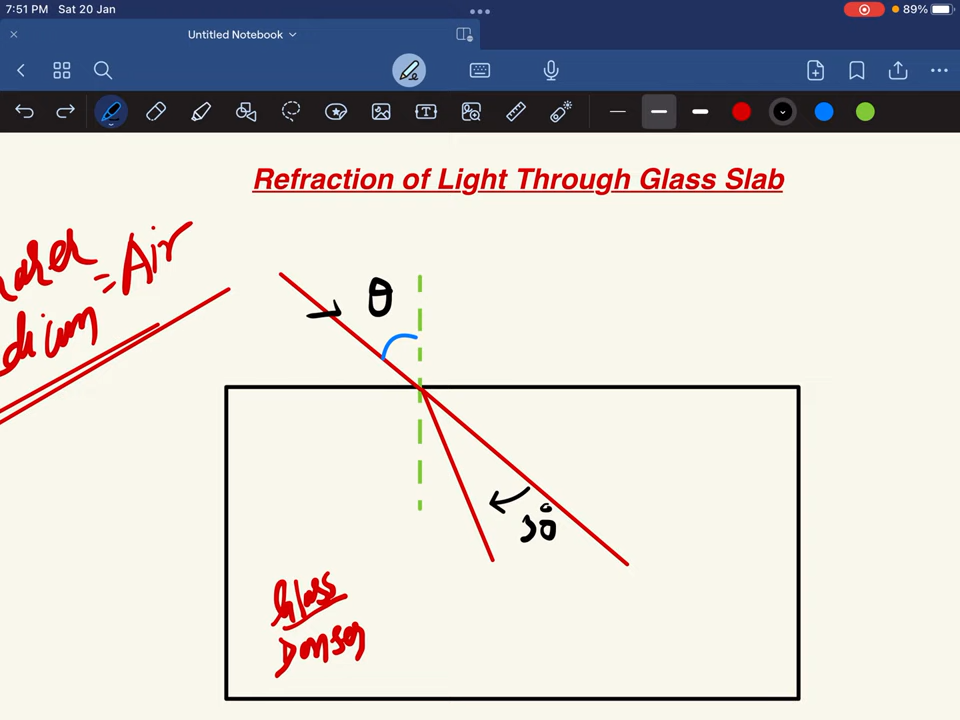 7:51 PM Sat 20 Jan
89%
Untitled Notebook
Refraction of Light Through Glass Slab
= Air
θ
30°
Glass
Denser